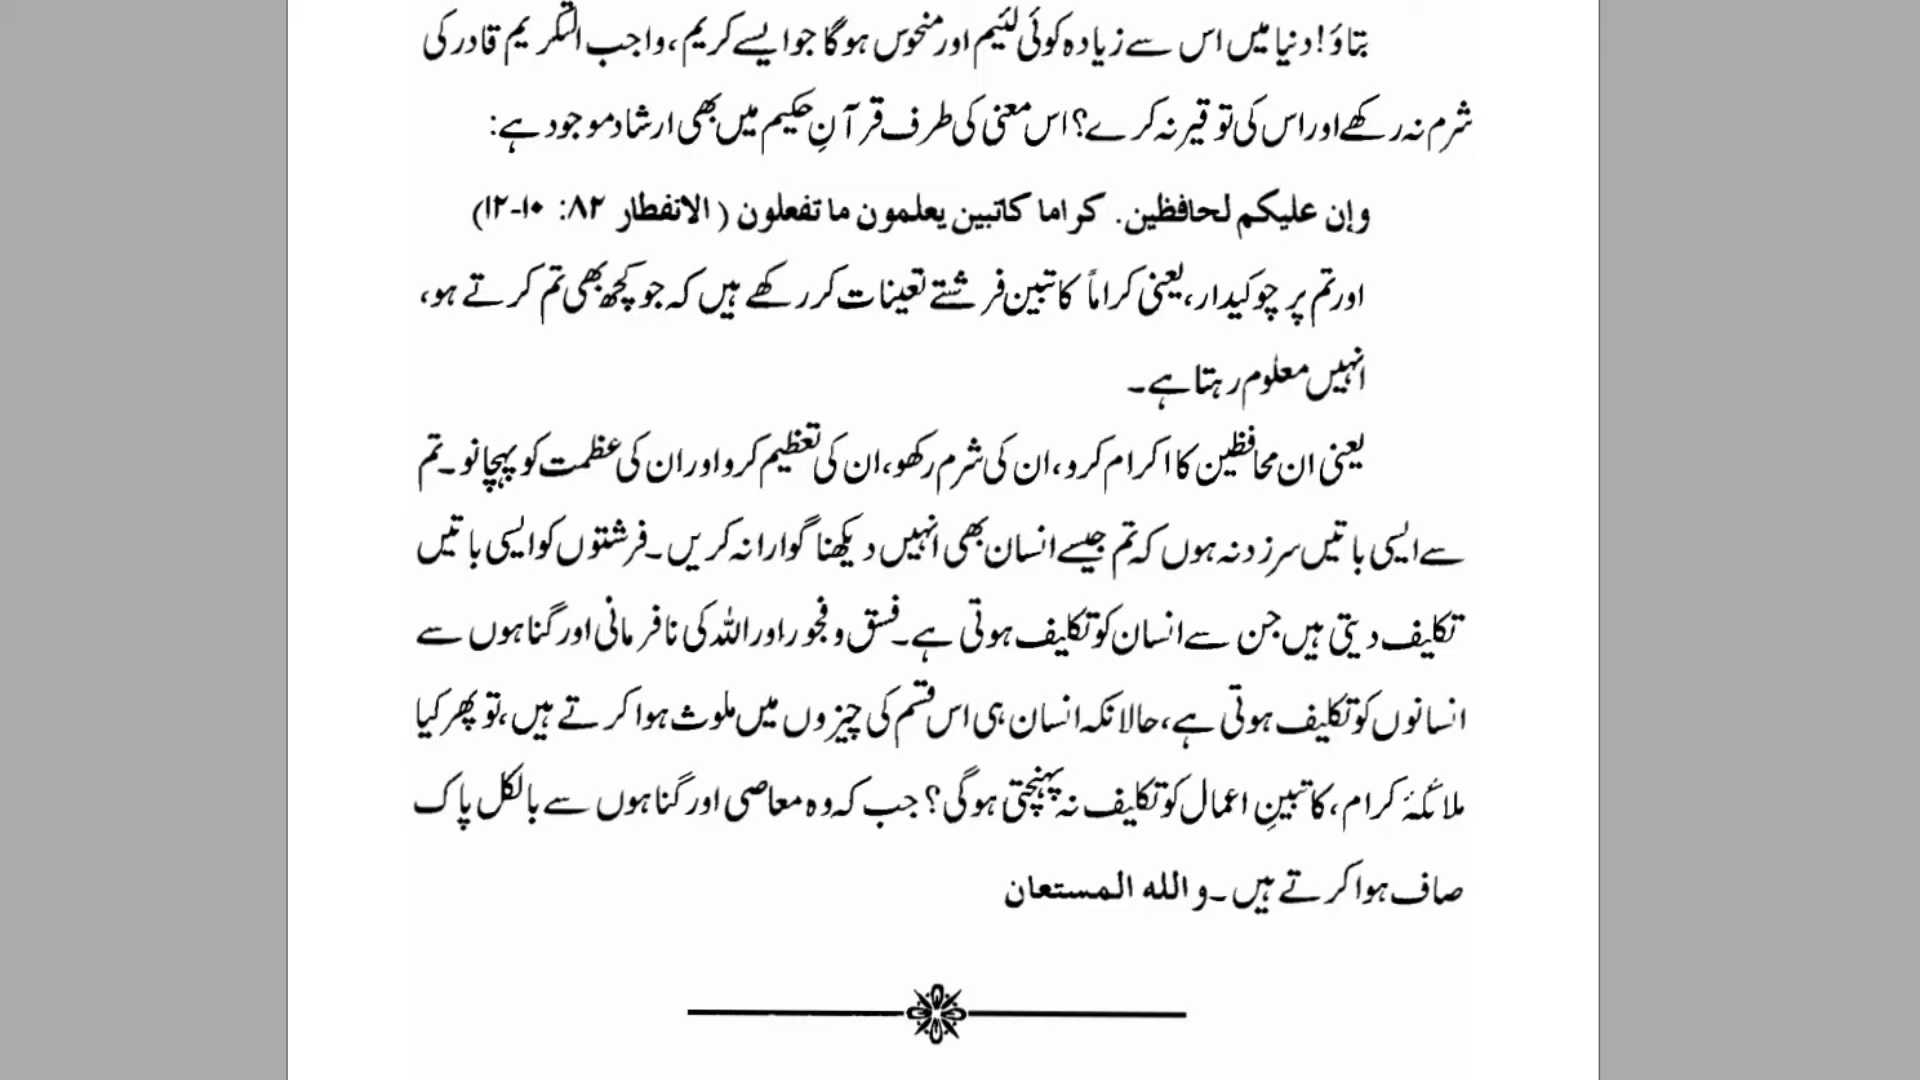 بتاؤ! دنیا میں اس سے زیادہ کوئی لئیم اور منحوس ہوگا جو ایسے کریم، واجب التکریم قادر کی
شرم نہ رکھے اور اس کی توقیر نہ کرے؟ اس معنی کی طرف قرآنِ حکیم میں بھی ارشاد موجود ہے:
وإن عليكم لحافظين. كراما كاتبين يعلمون ما تفعلون (الانفطار ۸۲: ۱۰-۱۲)
اور تم پر چوکیدار، یعنی کراماً کاتبین فرشتے تعینات کر رکھے ہیں کہ جو کچھ بھی تم کرتے ہو،
انہیں معلوم رہتا ہے۔
یعنی ان محافظین کا اکرام کرو، ان کی شرم رکھو، ان کی تعظیم کرو اور ان کی عظمت کو پہچانو۔ تم
سے ایسی باتیں سرزد نہ ہوں کہ تم جیسے انسان بھی انہیں دیکھنا گوارا نہ کریں۔ فرشتوں کو ایسی باتیں
تکلیف دیتی ہیں جن سے انسان کو تکلیف ہوتی ہے۔ فسق و فجور اور اللہ کی نافرمانی اور گناہوں سے
انسانوں کو تکلیف ہوتی ہے، حالانکہ انسان ہی اس قسم کی چیزوں میں ملوث ہوا کرتے ہیں، تو پھر کیا
ملائکۂ کرام، کاتبینِ اعمال کو تکلیف نہ پہنچتی ہوگی؟ جب کہ وہ معاصی اور گناہوں سے بالکل پاک
صاف ہوا کرتے ہیں۔ و الله المستعان